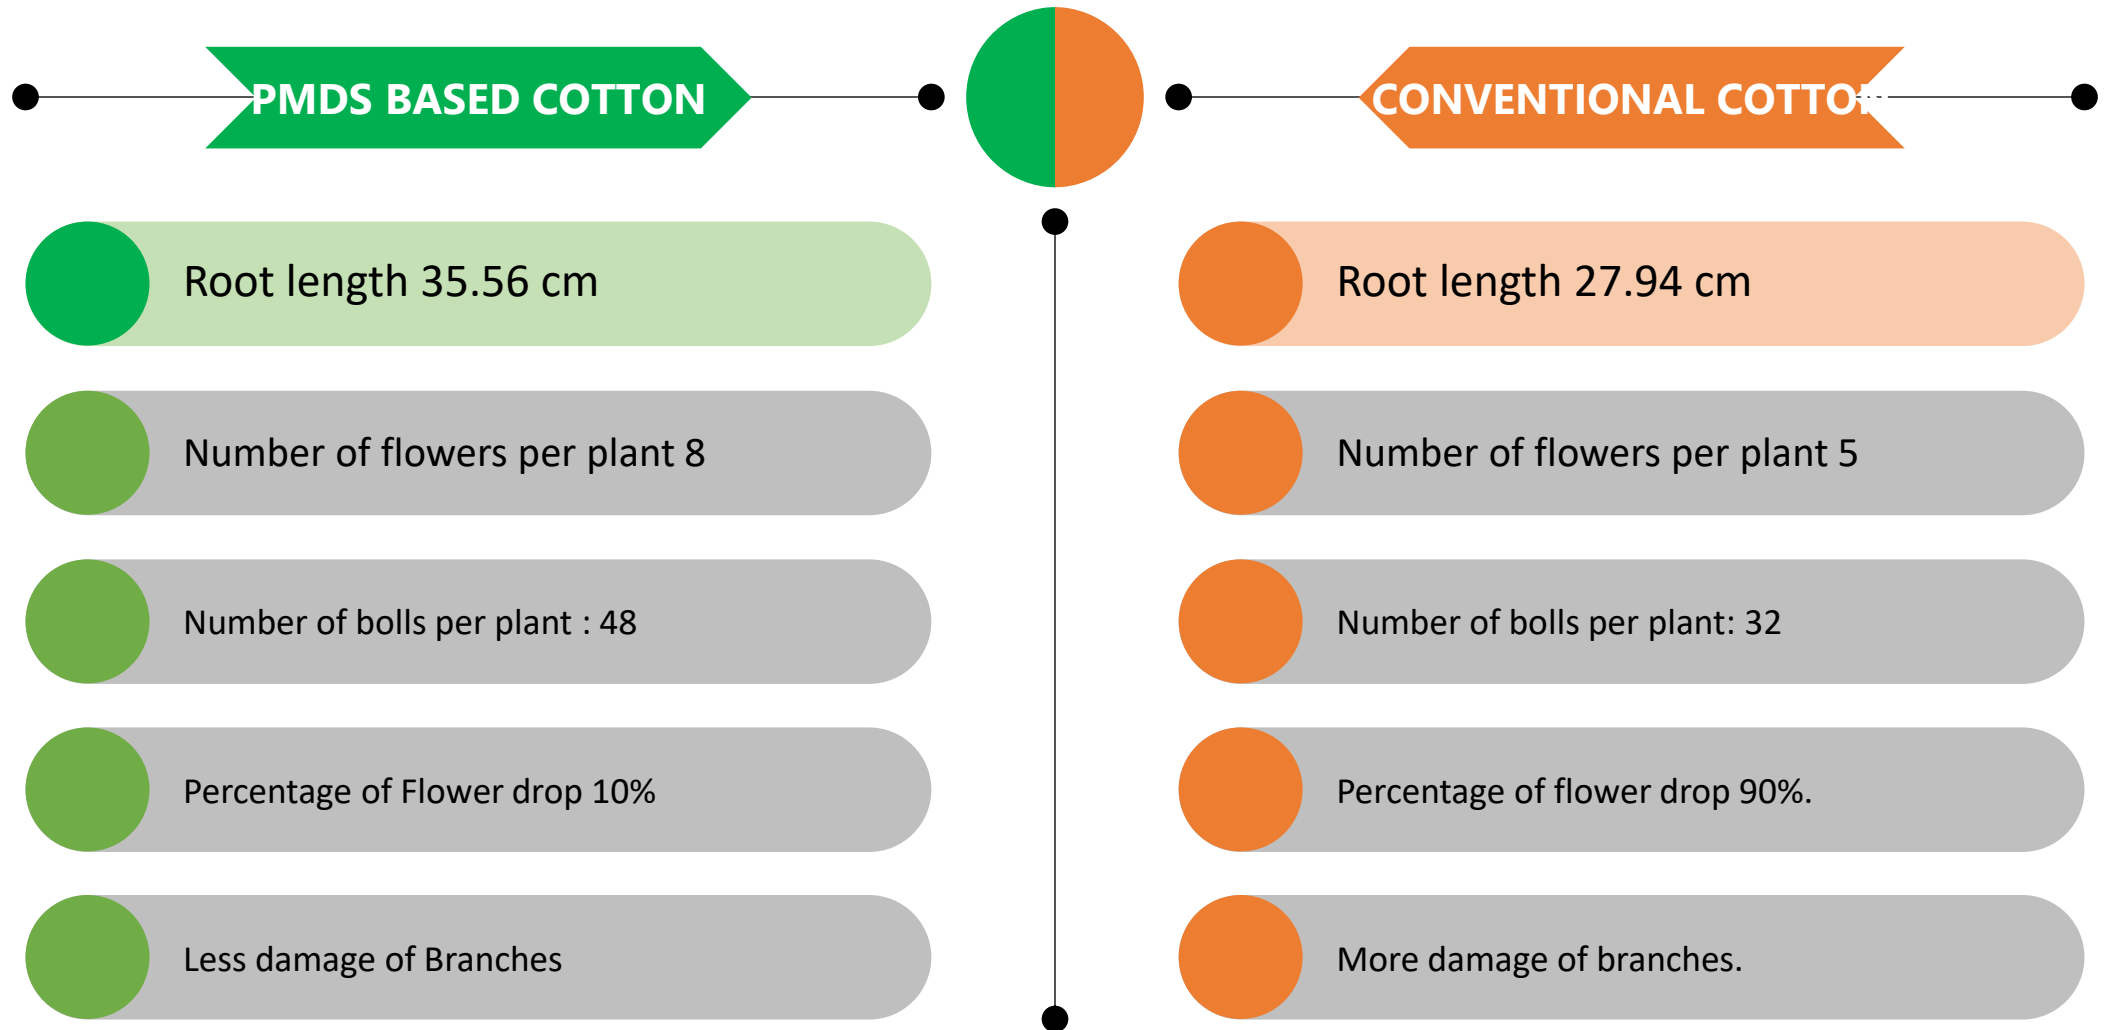 PMDS BASED COTTON
Root length 35.56 cm
Number of flowers per plant 8
Number of bolls per plant : 48
Percentage of Flower drop 10%
Less damage of Branches
CONVENTIONAL COTTON
Root length 27.94 cm
Number of flowers per plant 5
Number of bolls per plant: 32
Percentage of flower drop 90%.
More damage of branches.